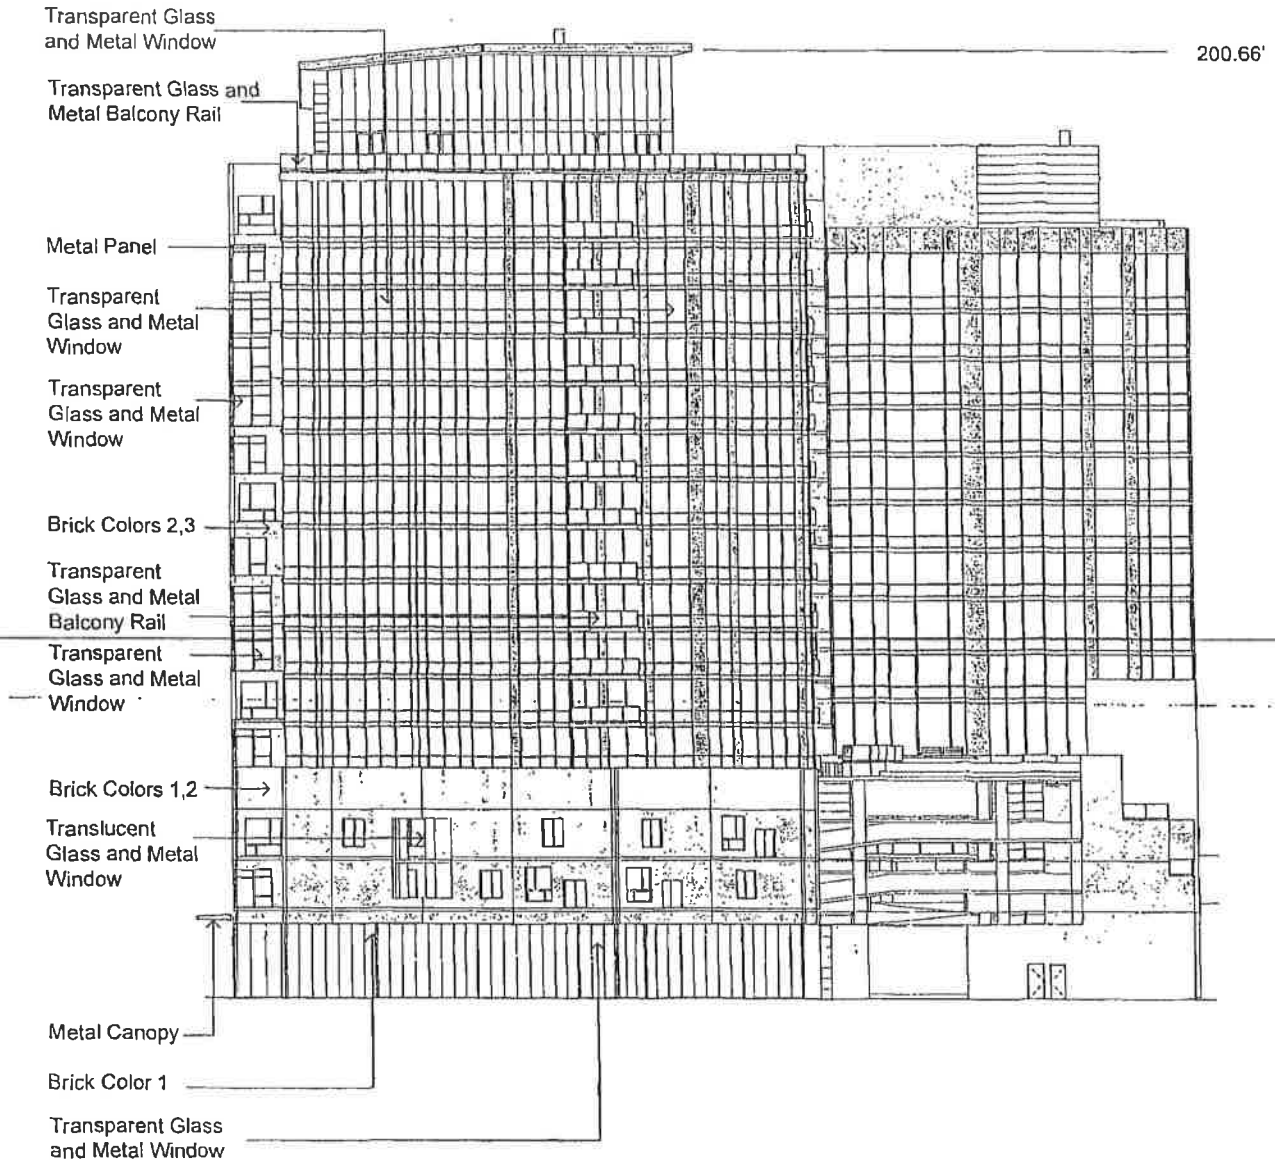 Transparent Glass
and Metal Window
200.66'
Transparent Glass and
Metal Balcony Rail
Metal Panel
Transparent
Glass and Metal
Window
Transparent
Glass and Metal
Window
Brick Colors 2,3
Transparent
Glass and Metal
Balcony Rail
Transparent
Glass and Metal
Window
Brick Colors 1,2
Translucent
Glass and Metal
Window
Metal Canopy
Brick Color 1
Transparent Glass
and Metal Window